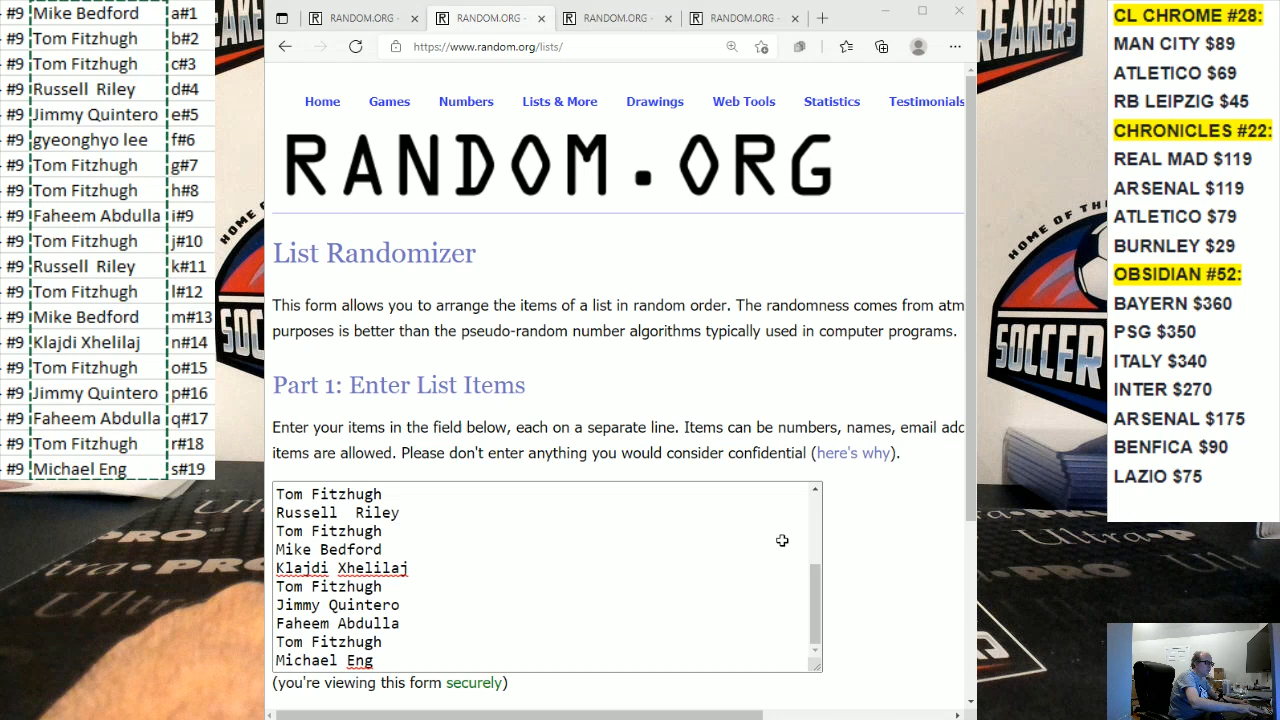 #9 Mike Bedford a#1
#9 Tom Fitzhugh b#2
#9 Tom Fitzhugh c#3
#9 Russell  Riley d#4
#9 Jimmy Quintero e#5
#9 gyeonghyo lee f#6
#9 Tom Fitzhugh g#7
#9 Tom Fitzhugh h#8
#9 Faheem Abdulla i#9
#9 Tom Fitzhugh j#10
#9 Russell  Riley k#11
#9 Tom Fitzhugh l#12
#9 Mike Bedford m#13
#9 Klajdi Xhelilaj n#14
#9 Tom Fitzhugh o#15
#9 Jimmy Quintero p#16
#9 Faheem Abdulla q#17
#9 Tom Fitzhugh r#18
#9 Michael Eng s#19
RANDOM.ORG -
RANDOM.ORG -
RANDOM.ORG -
RANDOM.ORG -
https://www.random.org/lists/
Home Games Numbers Lists & More Drawings Web Tools Statistics Testimonials
RANDOM.ORG
List Randomizer
This form allows you to arrange the items of a list in random order. The randomness comes from atm
purposes is better than the pseudo-random number algorithms typically used in computer programs.
Part 1: Enter List Items
Enter your items in the field below, each on a separate line. Items can be numbers, names, email add
items are allowed. Please don't enter anything you would consider confidential (here's why).
Tom Fitzhugh
Russell  Riley
Tom Fitzhugh
Mike Bedford
Klajdi Xhelilaj
Tom Fitzhugh
Jimmy Quintero
Faheem Abdulla
Tom Fitzhugh
Michael Eng
(you're viewing this form securely)
CL CHROME #28:
MAN CITY $89
ATLETICO $69
RB LEIPZIG $45
CHRONICLES #22:
REAL MAD $119
ARSENAL $119
ATLETICO $79
BURNLEY $29
OBSIDIAN #52:
BAYERN $360
PSG $350
ITALY $340
INTER $270
ARSENAL $175
BENFICA $90
LAZIO $75
REAKERS
HOME OF THE
SOCCER
Ultra PRO